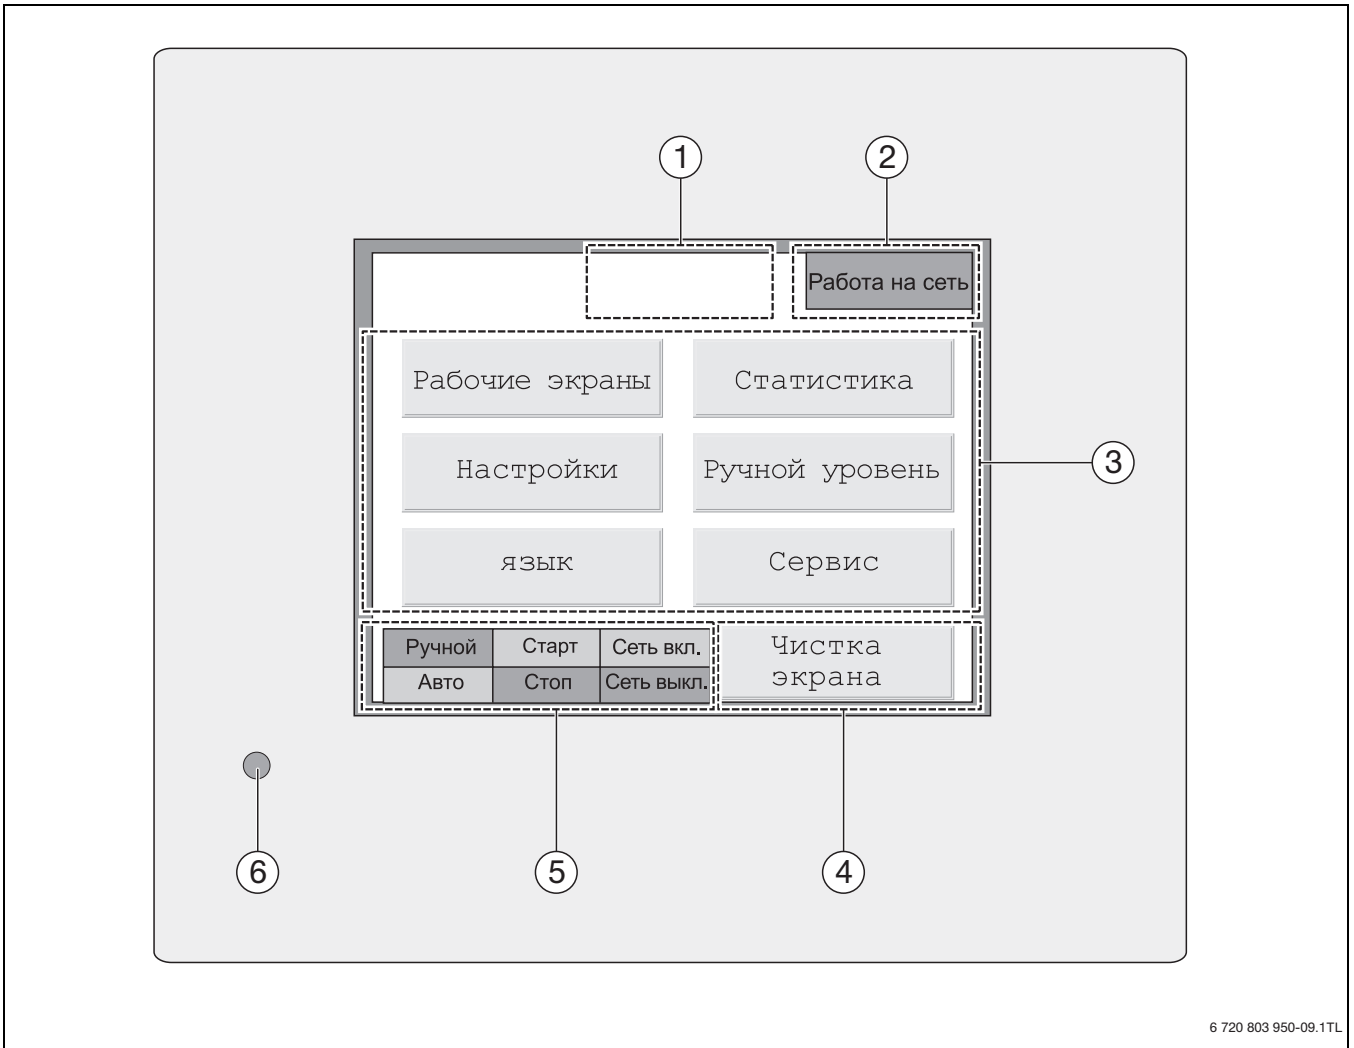 1
2
Работа на сеть
Рабочие экраны
Статистика
Настройки
Ручной уровень
3
язык
Сервис
Ручной
Старт
Сеть вкл.
Чистка
экрана
Авто
Стоп
Сеть выкл.
6
5
4
6 720 803 950-09.1TL